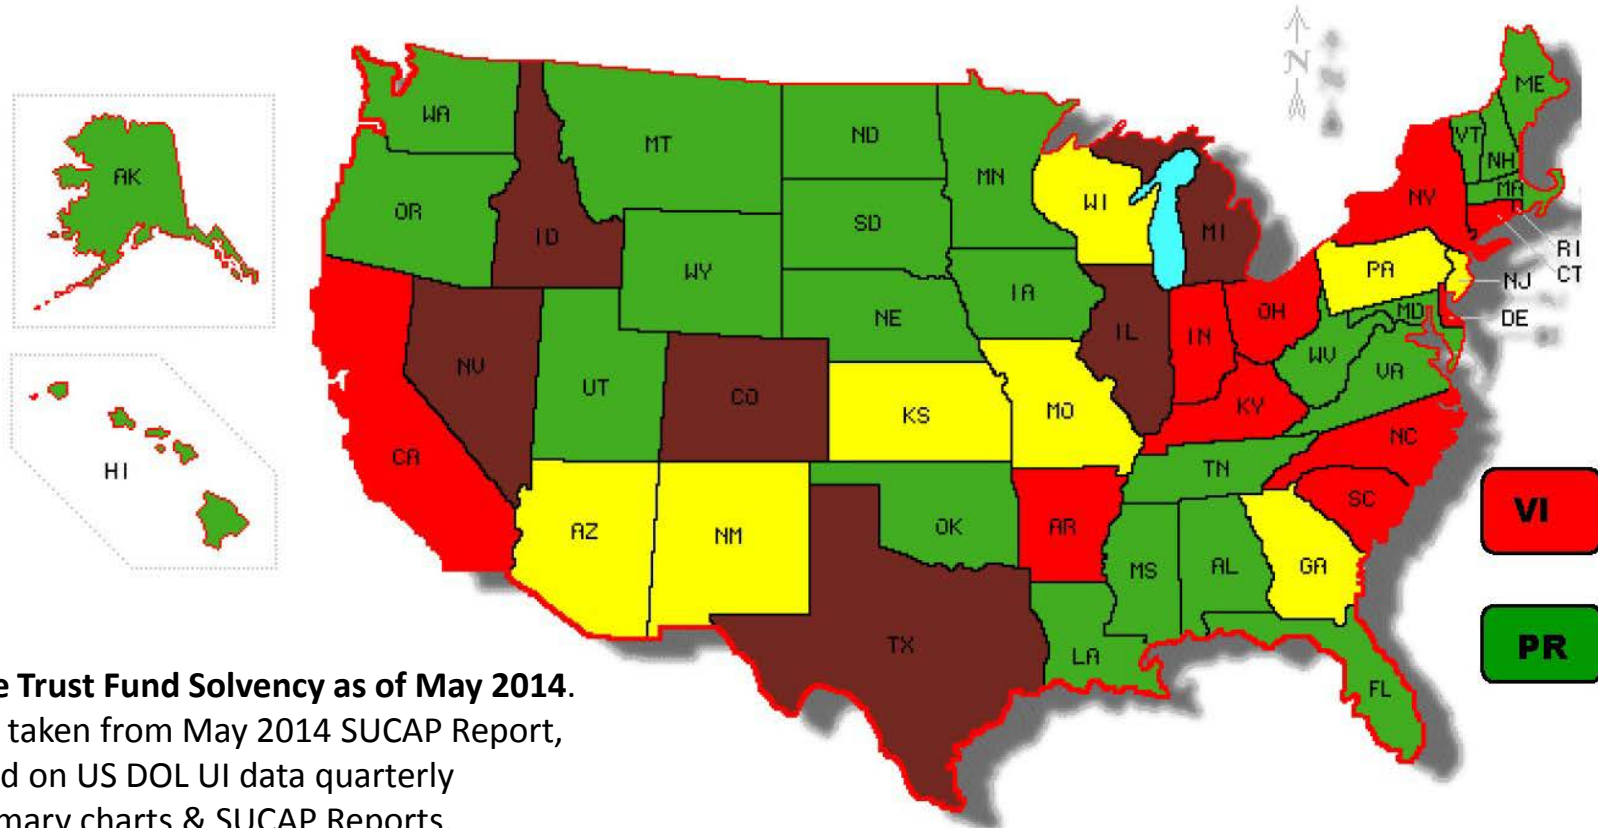 N
ME
WA
VT
MT
ND
NH
AK
MN
MA
OR
WI
NY
SD
ID
MI
RI
WY
PA
CT
NJ
IA
NE
OH
MD
DE
IL
IN
WV
NV
UT
CO
VA
KS
MO
KY
CA
NC
TN
HI
SC
VI
AZ
NM
OK
AR
MS
AL
GA
TX
LA
PR
FL
e Trust Fund Solvency as of May 2014.
taken from May 2014 SUCAP Report,
d on US DOL UI data quarterly
mary charts & SUCAP Reports